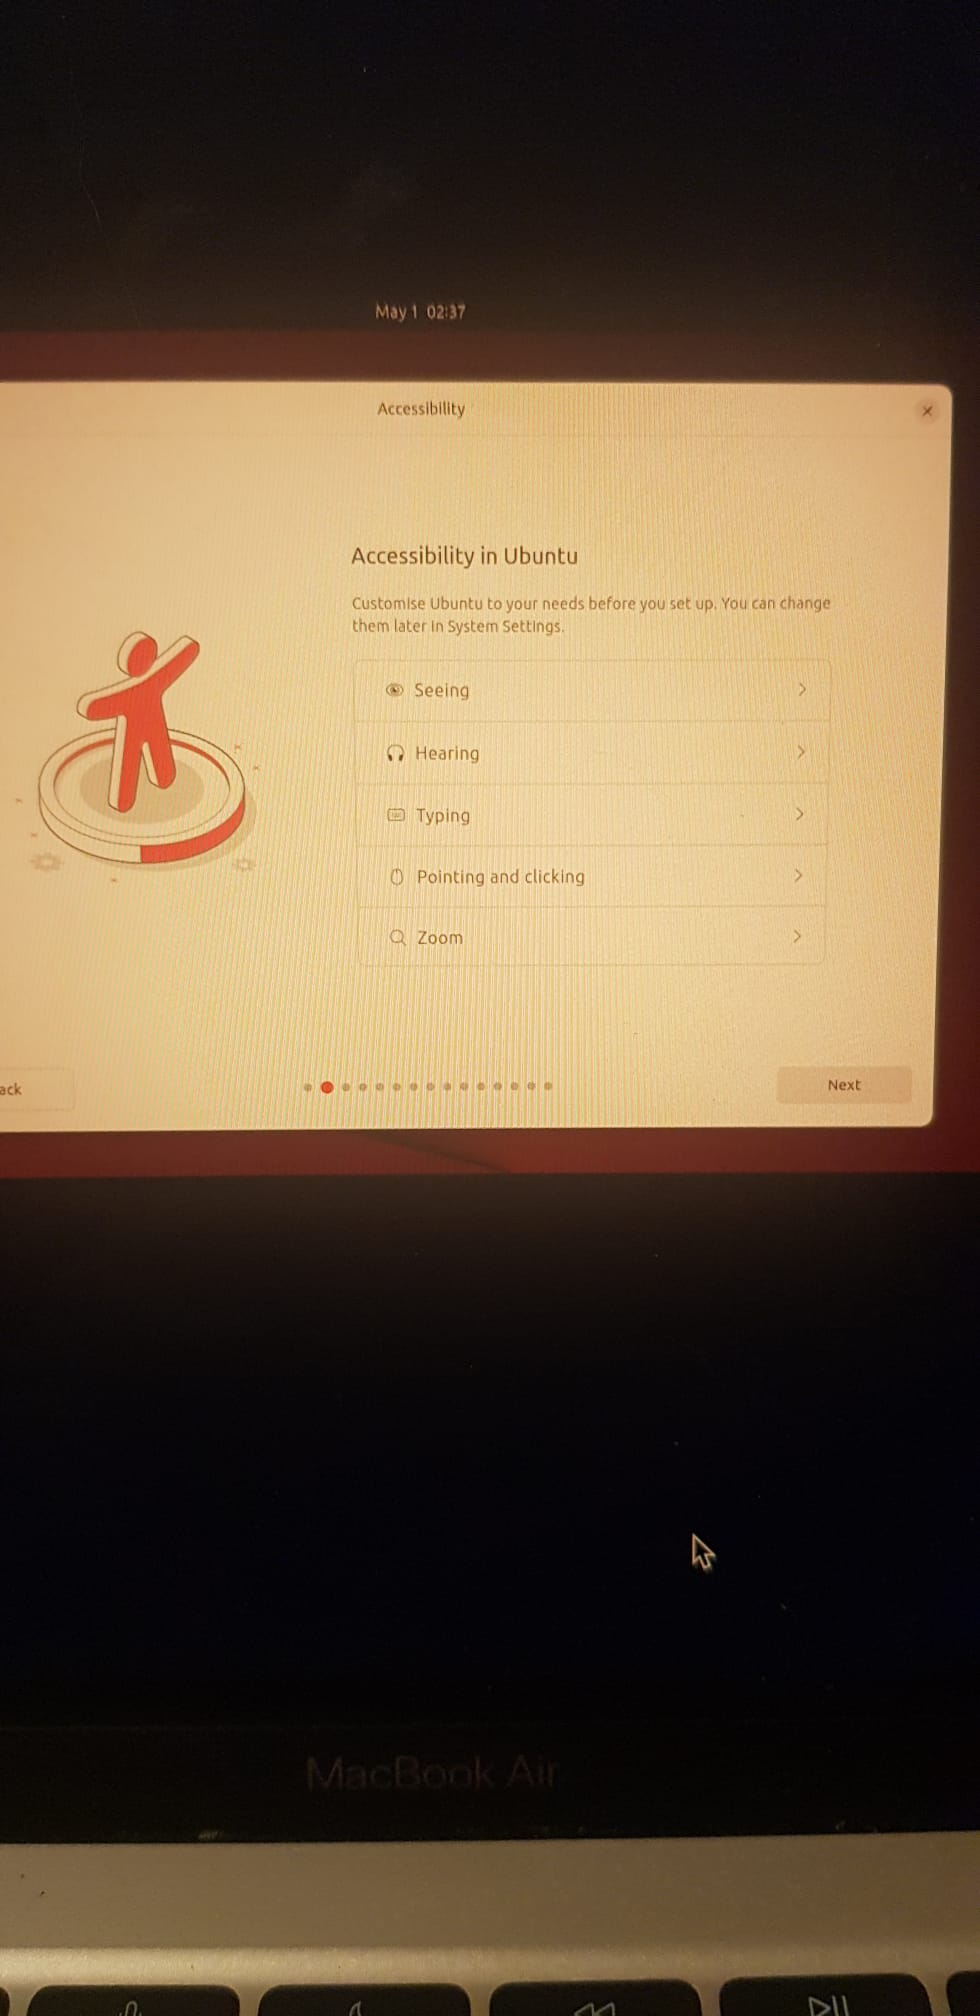 May 1 02:37
Accessibility
Accessibility in Ubuntu
Customise Ubuntu to your needs before you set up. You can change
them later in System Settings.
Seeing
Hearing
Typing
Pointing and clicking
Zoom
ack
Next
MacBook Air